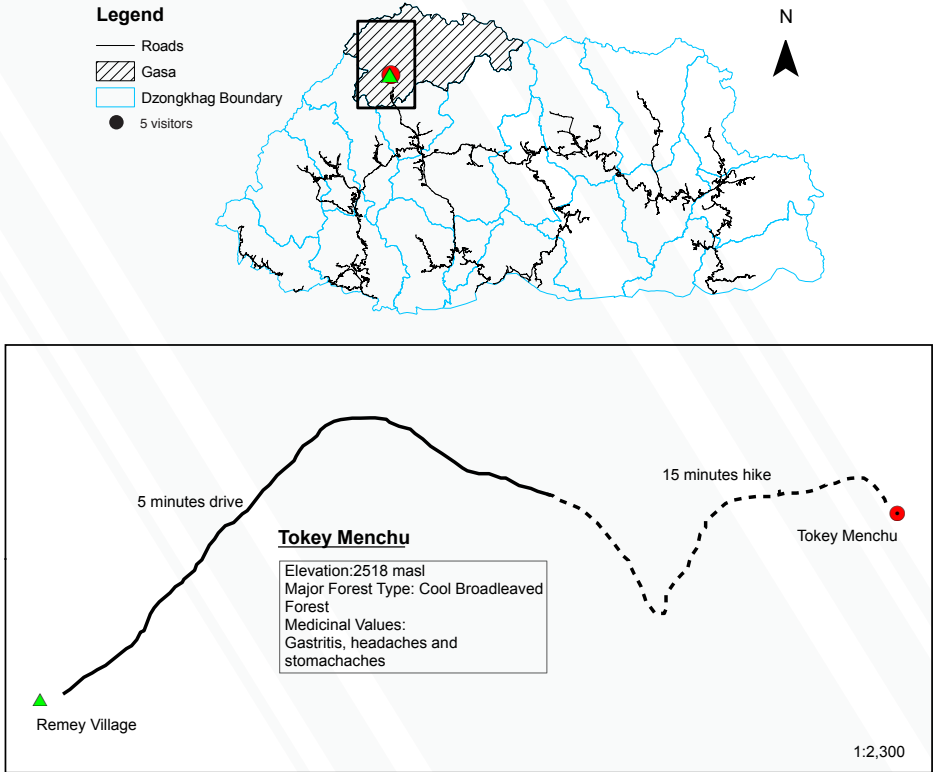 Legend
Roads
Gasa
Dzongkhag Boundary
5 visitors
N
5 minutes drive
15 minutes hike
Tokey Menchu
Tokey Menchu
Elevation:2518 masl
Major Forest Type: Cool Broadleaved
Forest
Medicinal Values:
Gastritis, headaches and
stomachaches
Remey Village
1:2,300